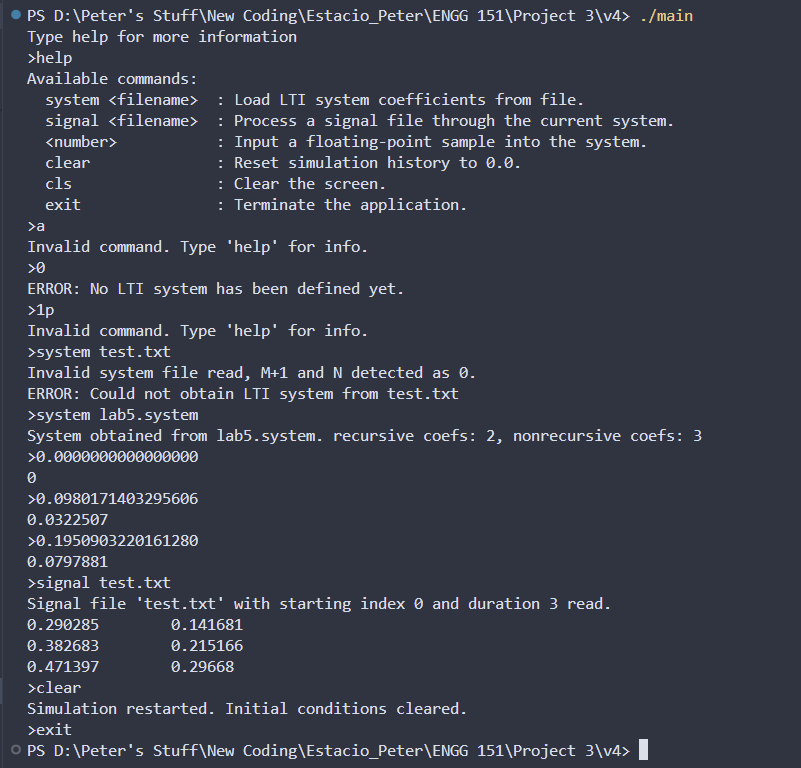 PS D:\Peter's Stuff\New Coding\Estacio_Peter\ENGG 151\Project 3\v4> ./main
Type help for more information
>help
Available commands:
  system <filename>  : Load LTI system coefficients from file.
  signal <filename>  : Process a signal file through the current system.
  <number>           : Input a floating-point sample into the system.
  clear              : Reset simulation history to 0.0.
  cls                : Clear the screen.
  exit               : Terminate the application.
>a
Invalid command. Type 'help' for info.
>0
ERROR: No LTI system has been defined yet.
>1p
Invalid command. Type 'help' for info.
>system test.txt
Invalid system file read, M+1 and N detected as 0.
ERROR: Could not obtain LTI system from test.txt
>system lab5.system
System obtained from lab5.system. recursive coefs: 2, nonrecursive coefs: 3
>0.0000000000000000
0
>0.0980171403295606
0.0322507
>0.1950903220161280
0.0797881
>signal test.txt
Signal file 'test.txt' with starting index 0 and duration 3 read.
0.290285        0.141681
0.382683        0.215166
0.471397        0.29668
>clear
Simulation restarted. Initial conditions cleared.
>exit
PS D:\Peter's Stuff\New Coding\Estacio_Peter\ENGG 151\Project 3\v4>